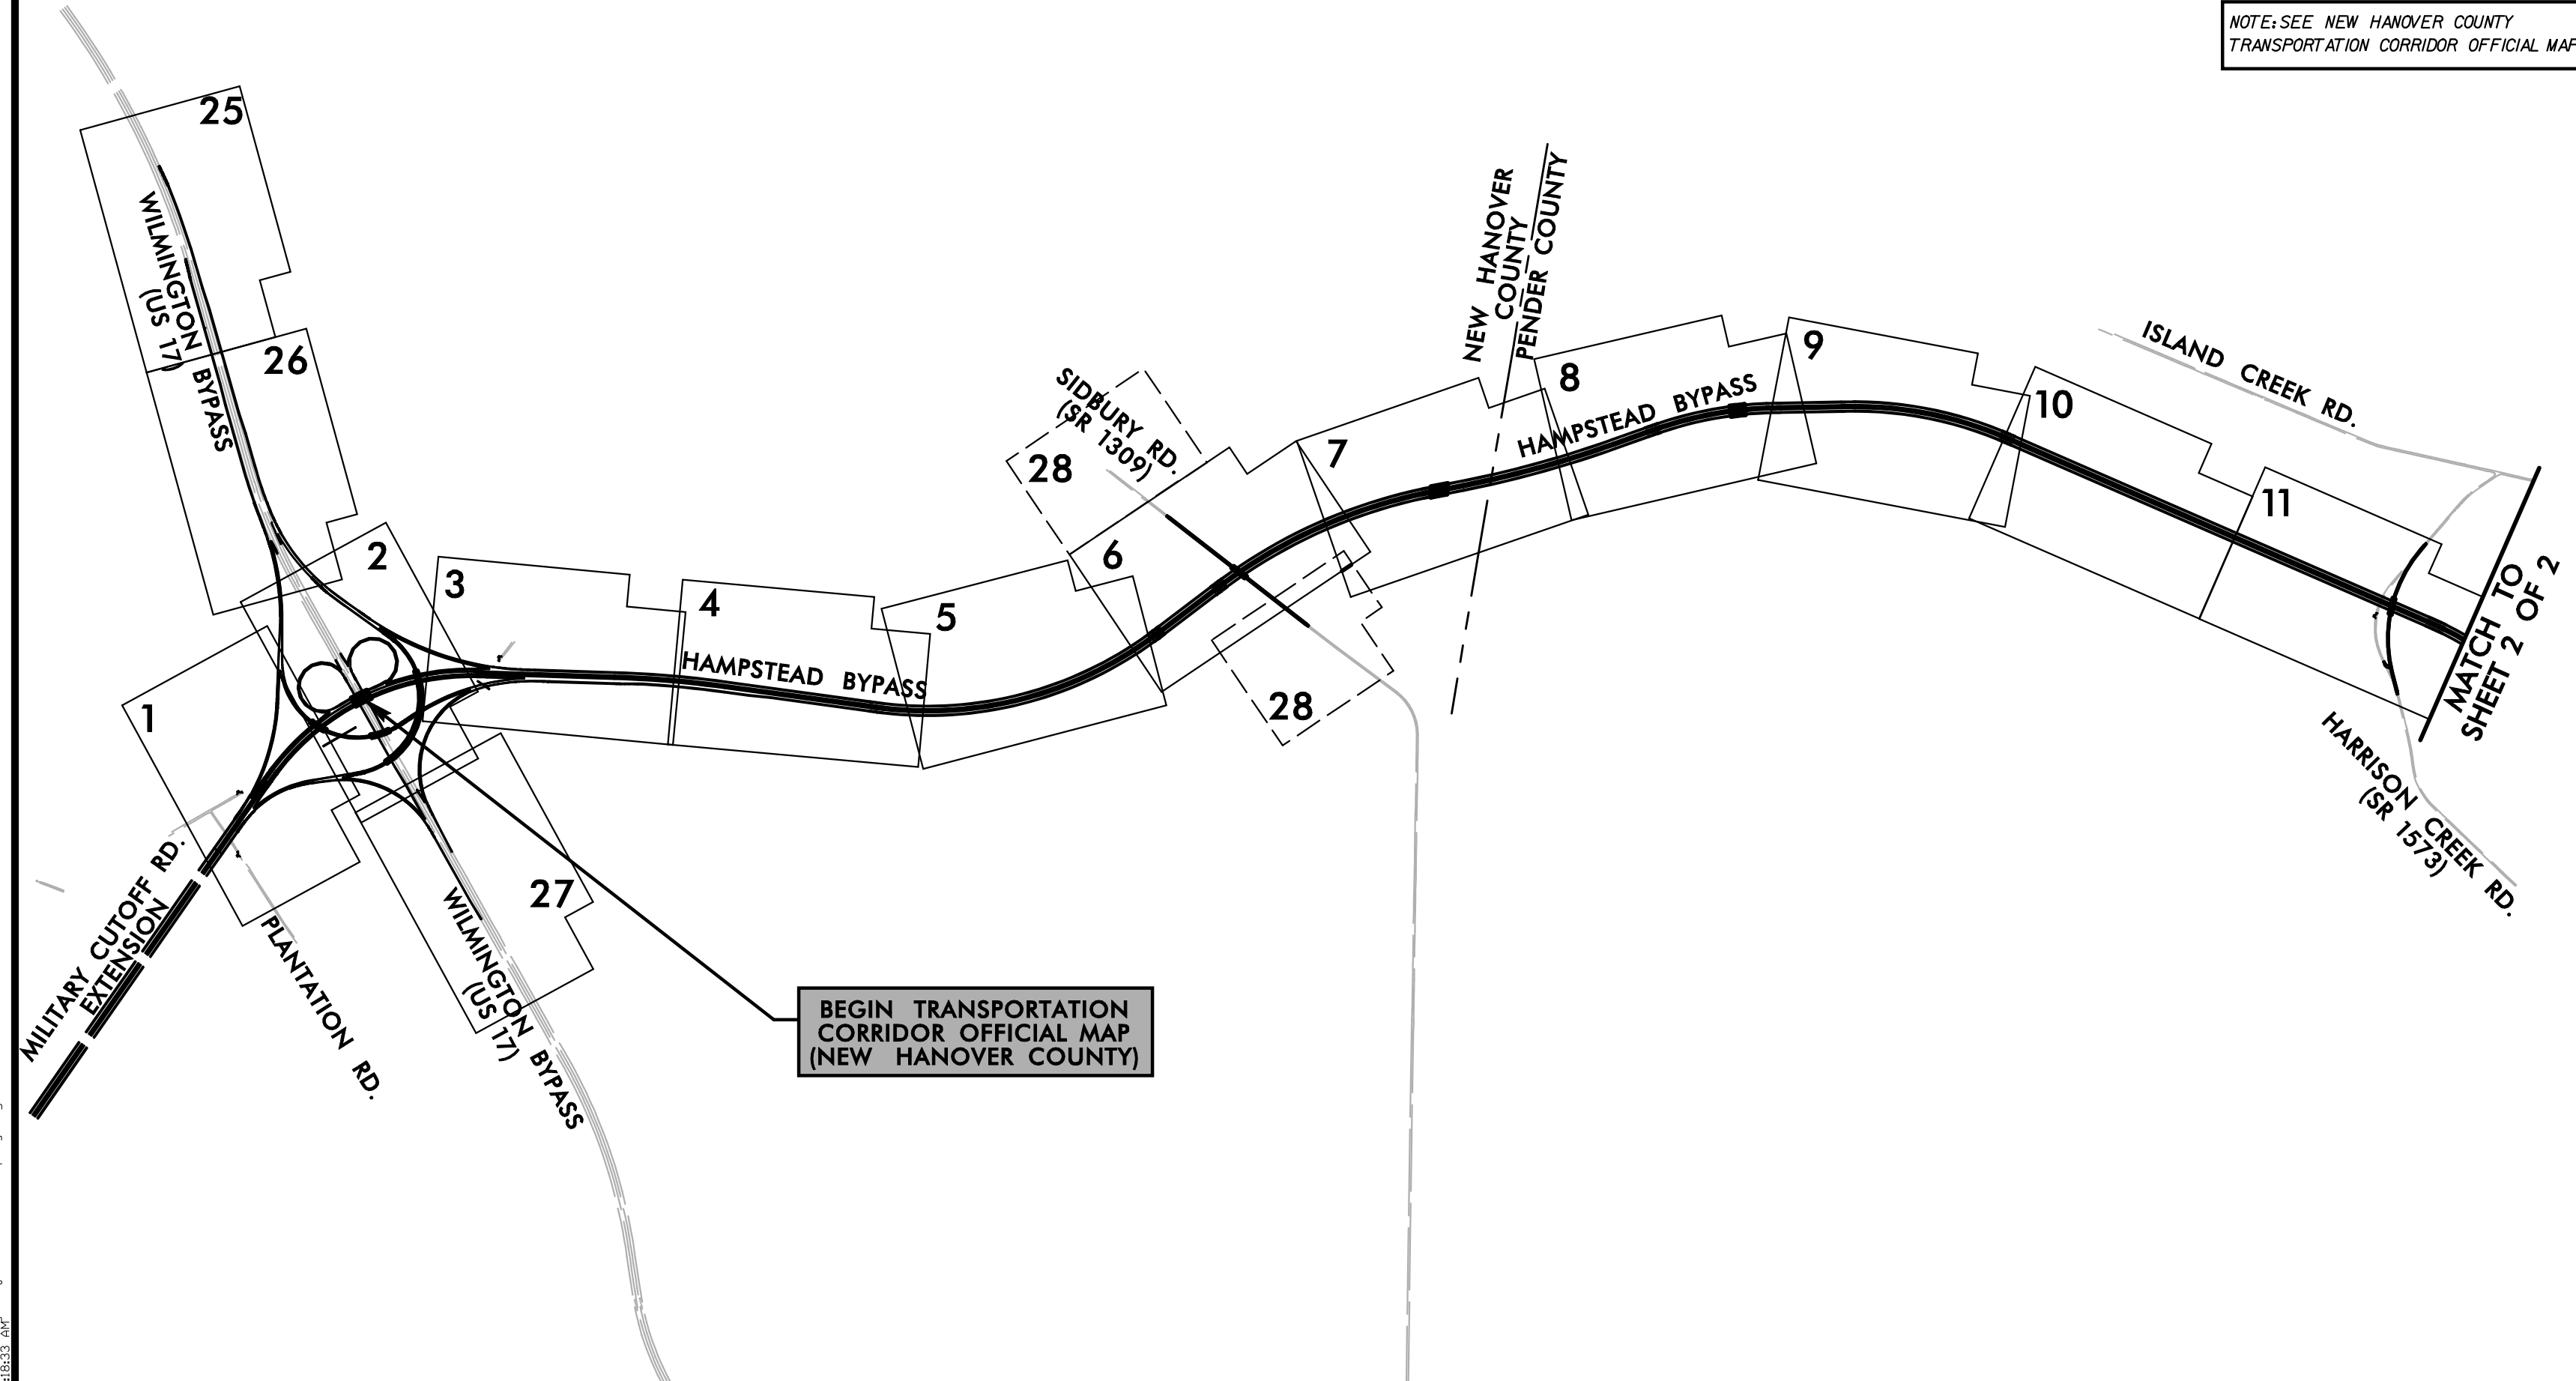 NOTE: SEE NEW HANOVER COUNTY
TRANSPORTATION CORRIDOR OFFICIAL MAP
25
WILMINGTON BYPASS
(US 17)
26
NEW HANOVER
COUNTY
PENDER COUNTY
SIDBURY RD.
(SR 1309)
28
7
8
HAMPSTEAD BYPASS
9
10
ISLAND CREEK RD.
11
2
3
4
5
6
HAMPSTEAD BYPASS
28
1
MATCH TO
SHEET 2 OF 2
HARRISON CREEK RD.
(SR 1573)
MILITARY CUTOFF RD.
EXTENSION
PLANTATION RD.
27
WILMINGTON BYPASS
(US 17)
BEGIN TRANSPORTATION
CORRIDOR OFFICIAL MAP
(NEW HANOVER COUNTY)
:18:33 AM